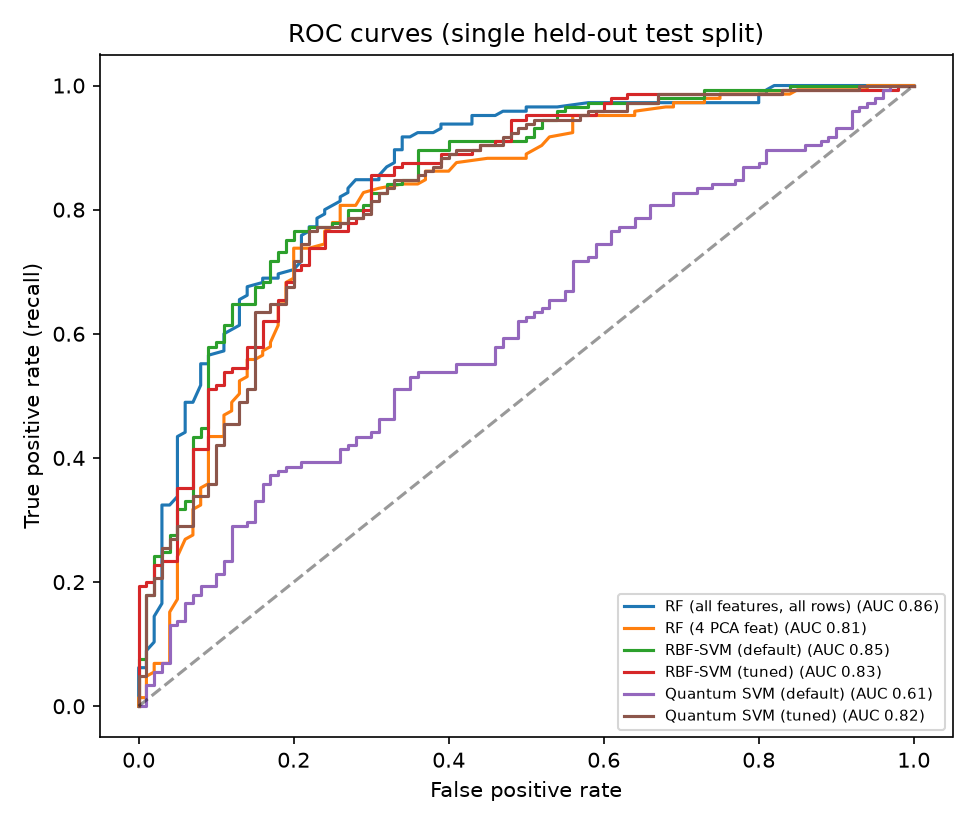 ROC curves (single held-out test split)
True positive rate (recall)
1.0
0.8
0.6
0.4
0.2
0.0
RF (all features, all rows) (AUC 0.86)
RF (4 PCA feat) (AUC 0.81)
RBF-SVM (default) (AUC 0.85)
RBF-SVM (tuned) (AUC 0.83)
Quantum SVM (default) (AUC 0.61)
Quantum SVM (tuned) (AUC 0.82)
0.0 0.2 0.4 0.6 0.8 1.0
False positive rate